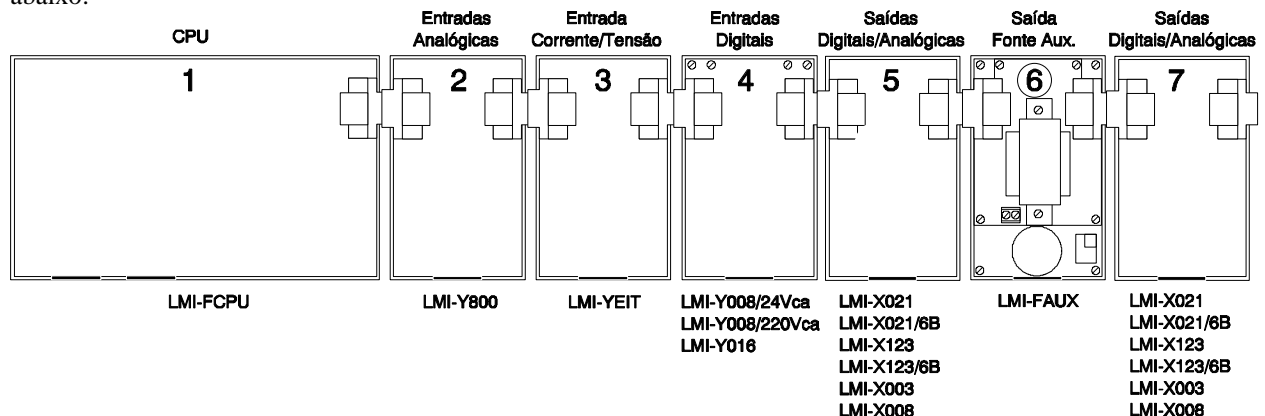 abaixo:
CPU
Entradas
Analógicas
Entrada
Corrente/Tensão
Entradas
Digitais
Saídas
Digitais/Analógicas
Saída
Fonte Aux.
Saídas
Digitais/Analógicas
1
2
3
4
5
6
7
LMI-FCPU
LMI-Y800
LMI-YEIT
LMI-Y008/24Vca
LMI-Y008/220Vca
LMI-Y016
LMI-X021
LMI-X021/6B
LMI-X123
LMI-X123/6B
LMI-X003
LMI-X008
LMI-FAUX
LMI-X021
LMI-X021/6B
LMI-X123
LMI-X123/6B
LMI-X003
LMI-X008